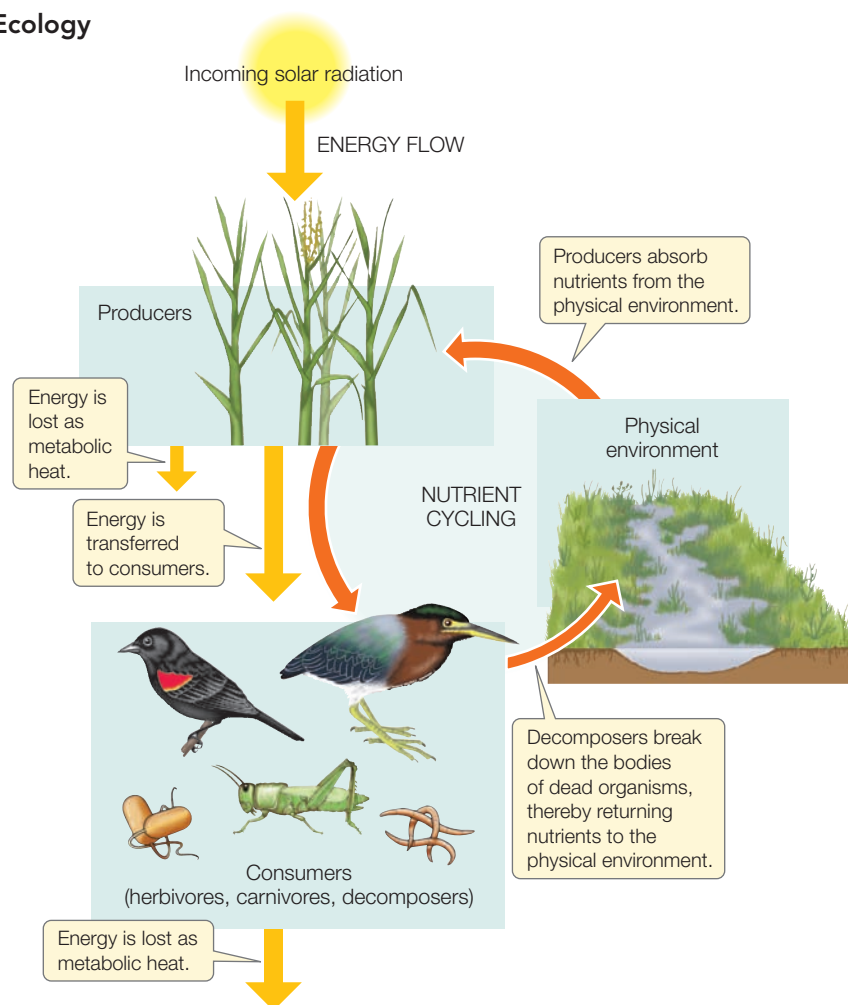 Ecology
Incoming solar radiation
ENERGY FLOW
Producers absorb
nutrients from the
physical environment.
Producers
Energy is
lost as
metabolic
heat.
Physical
environment
NUTRIENT
CYCLING
Energy is
transferred
to consumers.
Decomposers break
down the bodies
of dead organisms,
thereby returning
nutrients to the
physical environment.
Consumers
(herbivores, carnivores, decomposers)
Energy is lost as
metabolic heat.